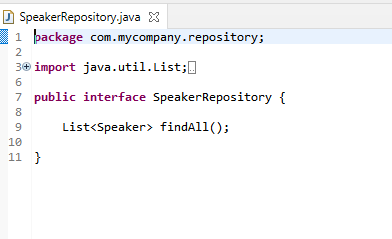 SpeakerRepository.java
1 package com.mycompany.repository;
2
3 import java.util.List;
6
7 public interface SpeakerRepository {
8
9 List<Speaker> findAll();
10
11 }